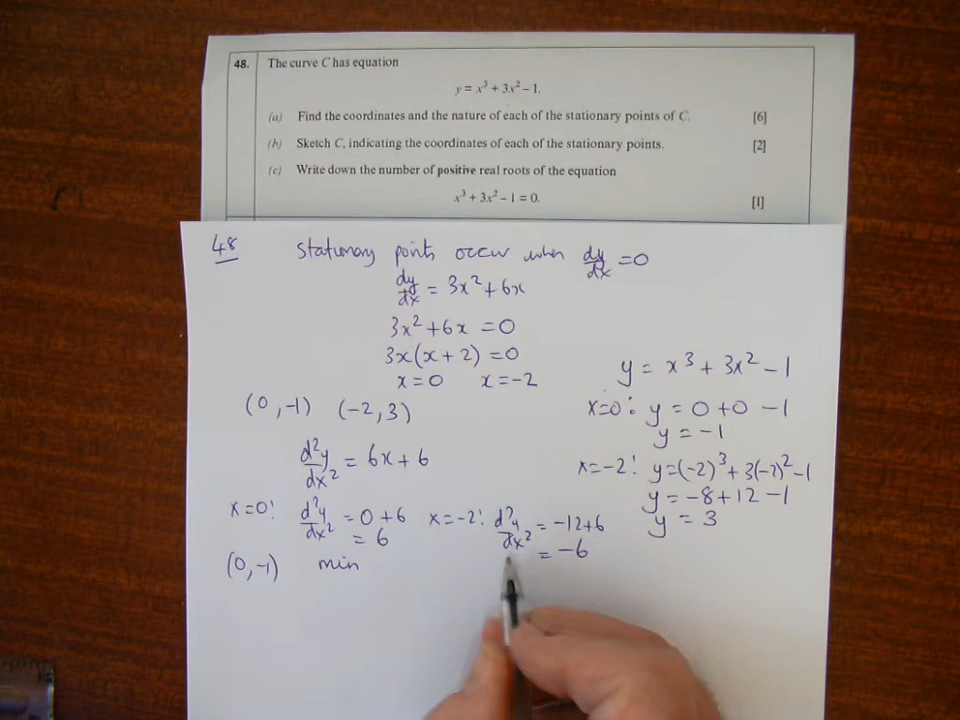 48. The curve C has equation
y = x³ + 3x² – 1.
(a) Find the coordinates and the nature of each of the stationary points of C. [6]
(b) Sketch C, indicating the coordinates of each of the stationary points. [2]
(c) Write down the number of positive real roots of the equation
x³ + 3x² – 1 = 0. [1]
48 Stationary points occur when dy/dx = 0
dy/dx = 3x² + 6x
3x² + 6x = 0
3x(x + 2) = 0
x = 0 x = -2
(0, -1) (-2, 3)
d²y/dx² = 6x + 6
x = 0: d²y/dx² = 0 + 6
= 6
(0, -1) min
x = -2: d²y/dx² = -12 + 6
= -6
y = x³ + 3x² - 1
x=0: y = 0 + 0 - 1
y = -1
x = -2: y = (-2)³ + 3(-2)² - 1
y = -8 + 12 - 1
y = 3